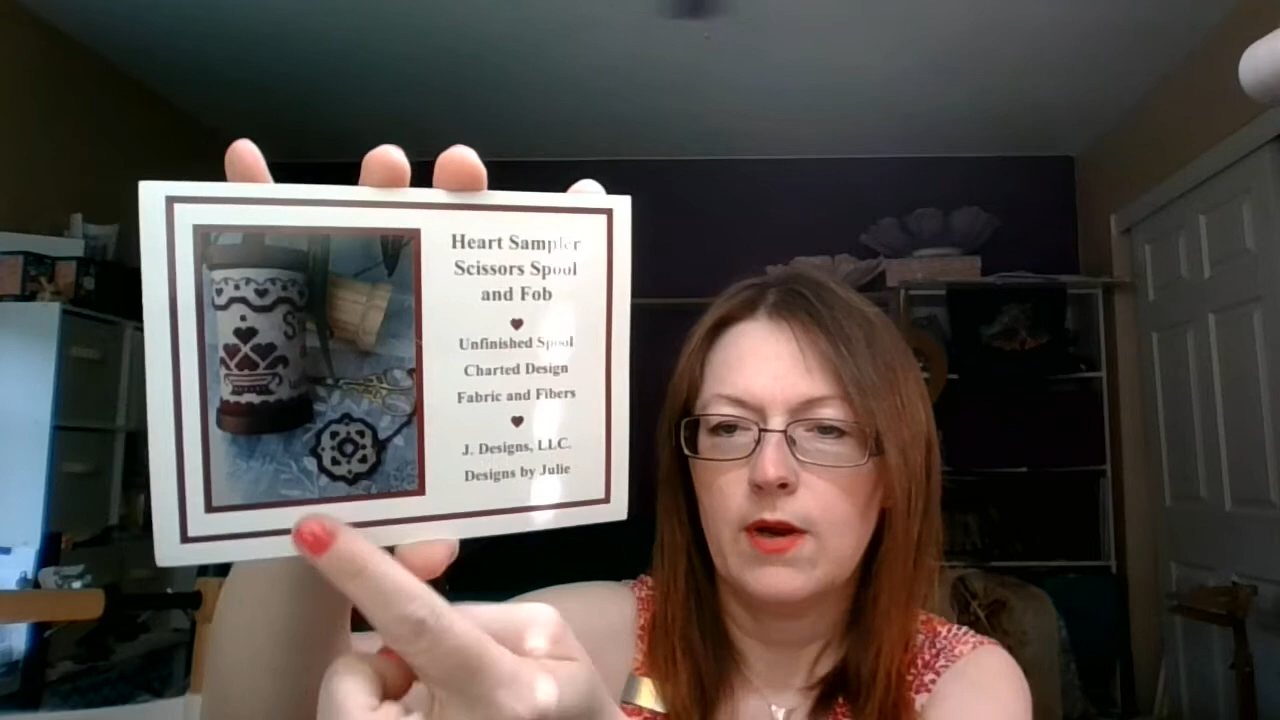 Heart Sampler
Scissors Spool
and Fob
Unfinished Spool
Charted Design
Fabric and Fibers
J. Designs, LLC.
Designs by Julie